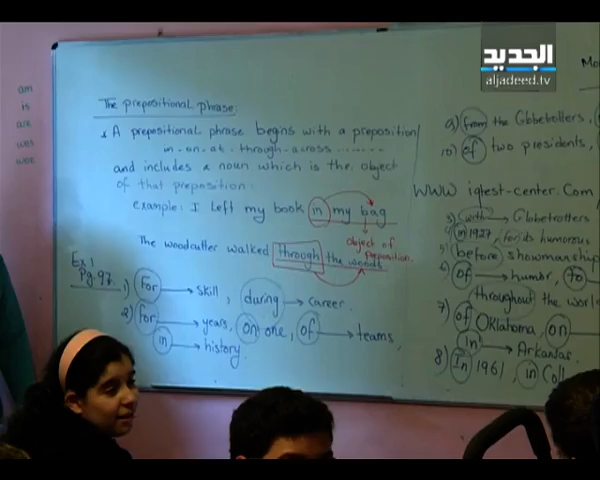 الجديد
aljadeed.tv
am
is
are
was
were
The prepositional phrase:
A prepositional phrase begins with a preposition/
in - on - at - through - across ........
and includes a noun which is the object
of that preposition:
example: I left my book in my bag
object of
preposition.
The woodcutter walked through the woods
Ex 1
Pg. 97
1) For → skill, during → career.
2) For → years, on one, of → teams,
in → history
9) from the Globetrotters,
10) of two presidents,
WWW iqtest-center.Com
3) with → Globetrotters
in 1927, for its humorous
before showmanship
6) of → humor, to
throughout the world
7) of Oklahoma, on
in → Arkansas.
8) In 1961, in Coll